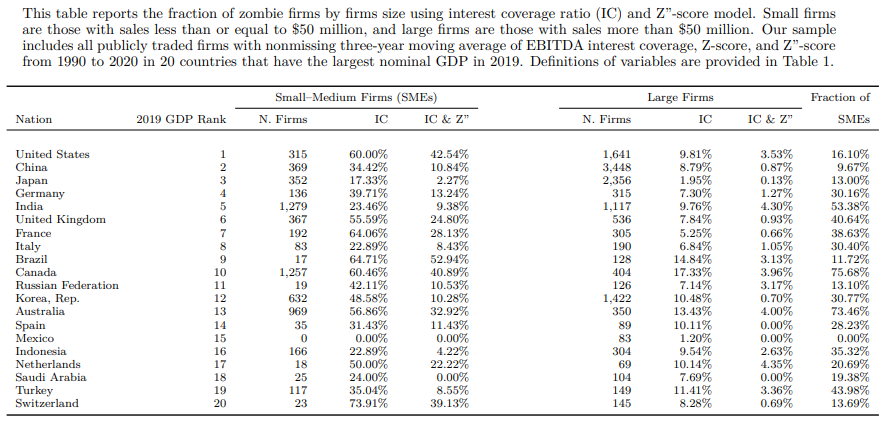 This table reports the fraction of zombie firms by firms size using interest coverage ratio (IC) and Z”-score model. Small firms
are those with sales less than or equal to $50 million, and large firms are those with sales more than $50 million. Our sample
includes all publicly traded firms with nonmissing three-year moving average of EBITDA interest coverage, Z-score, and Z”-score
from 1990 to 2020 in 20 countries that have the largest nominal GDP in 2019. Definitions of variables are provided in Table 1.
Small–Medium Firms (SMEs) Large Firms Fraction of
Nation 2019 GDP Rank N. Firms IC IC & Z” N. Firms IC IC & Z” SMEs
United States 1 315 60.00% 42.54% 1,641 9.81% 3.53% 16.10%
China 2 369 34.42% 10.84% 3,448 8.79% 0.87% 9.67%
Japan 3 352 17.33% 2.27% 2,356 1.95% 0.13% 13.00%
Germany 4 136 39.71% 13.24% 315 7.30% 1.27% 30.16%
India 5 1,279 23.46% 9.38% 1,117 9.76% 4.30% 53.38%
United Kingdom 6 367 55.59% 24.80% 536 7.84% 0.93% 40.64%
France 7 192 64.06% 28.13% 305 5.25% 0.66% 38.63%
Italy 8 83 22.89% 8.43% 190 6.84% 1.05% 30.40%
Brazil 9 17 64.71% 52.94% 128 14.84% 3.13% 11.72%
Canada 10 1,257 60.46% 40.89% 404 17.33% 3.96% 75.68%
Russian Federation 11 19 42.11% 10.53% 126 7.14% 3.17% 13.10%
Korea, Rep. 12 632 48.58% 10.28% 1,422 10.48% 0.70% 30.77%
Australia 13 969 56.86% 32.92% 350 13.43% 4.00% 73.46%
Spain 14 35 31.43% 11.43% 89 10.11% 0.00% 28.23%
Mexico 15 0 0.00% 0.00% 83 1.20% 0.00% 0.00%
Indonesia 16 166 22.89% 4.22% 304 9.54% 2.63% 35.32%
Netherlands 17 18 50.00% 22.22% 69 10.14% 4.35% 20.69%
Saudi Arabia 18 25 24.00% 0.00% 104 7.69% 0.00% 19.38%
Turkey 19 117 35.04% 8.55% 149 11.41% 3.36% 43.98%
Switzerland 20 23 73.91% 39.13% 145 8.28% 0.69% 13.69%